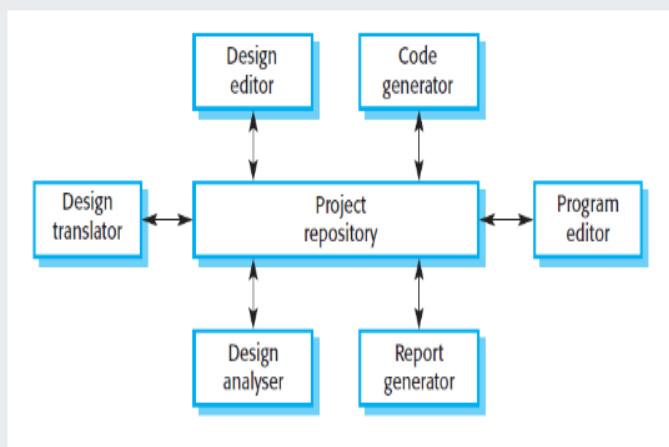 Design
editor
Code
generator
Design
translator
Project
repository
Program
editor
Design
analyser
Report
generator